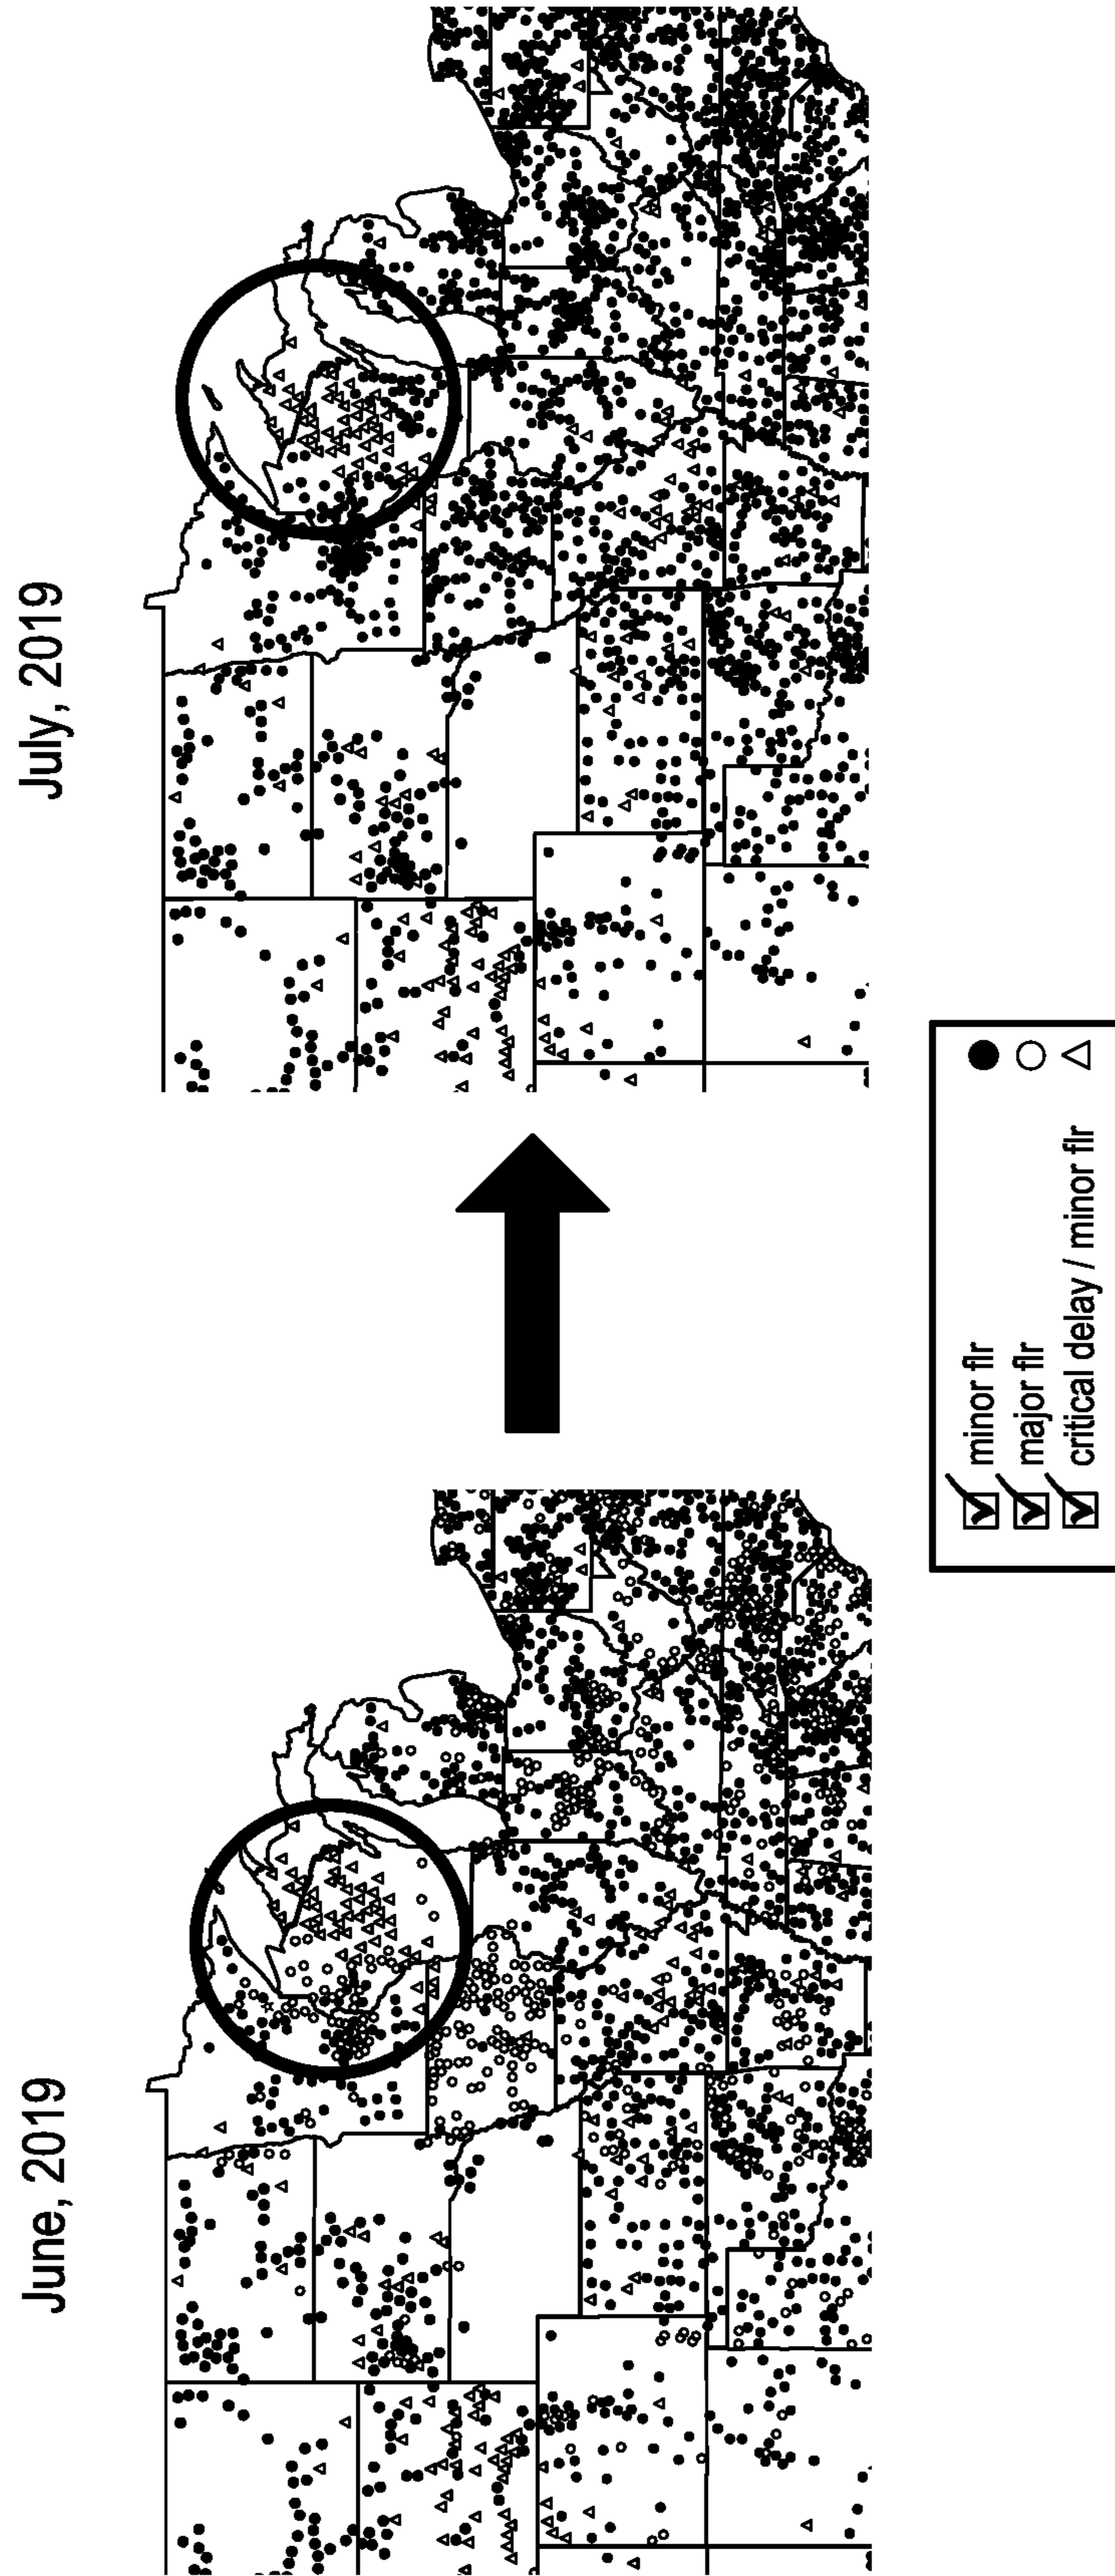 June, 2019
July, 2019
minor flr
major flr
critical delay / minor flr